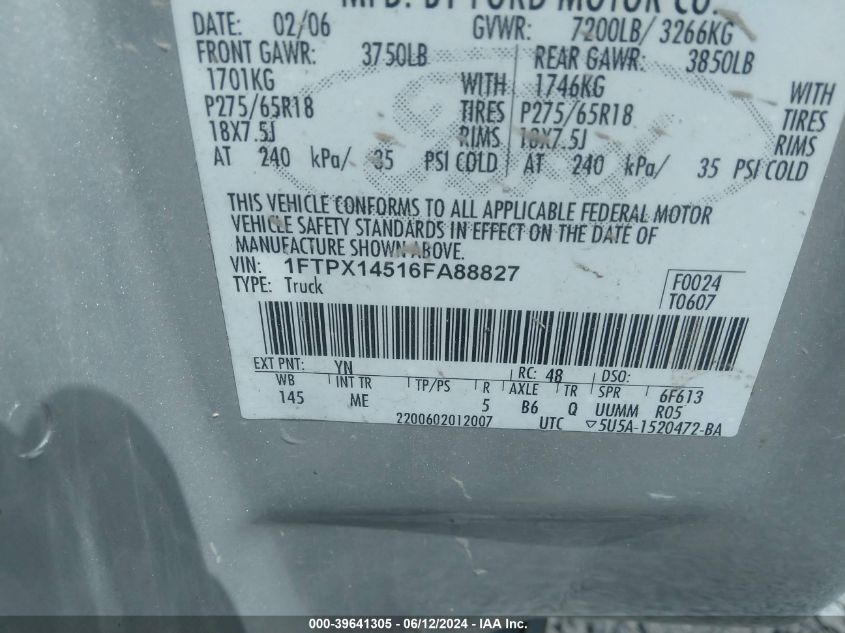 MFD. BY FORD MOTOR CO.
DATE: 02/06 GVWR: 7200LB/ 3266KG
FRONT GAWR: 3750LB REAR GAWR: 3850LB
1701KG WITH 1746KG WITH
P275/65R18 TIRES P275/65R18 TIRES
18X7.5J RIMS 18X7.5J RIMS
AT 240 kPa/ 35 PSI COLD AT 240 kPa/ 35 PSI COLD
THIS VEHICLE CONFORMS TO ALL APPLICABLE FEDERAL MOTOR
VEHICLE SAFETY STANDARDS IN EFFECT ON THE DATE OF
MANUFACTURE SHOWN ABOVE.
VIN: 1FTPX14516FA88827
TYPE: Truck
F0024
T0607
EXT PNT: YN RC: 48 DSO:
WB INT TR TP/PS R AXLE TR SPR 6F613
145 ME 5 B6 Q UUMM R05
2200602012007 UTC ▽5U5A-1520472-BA
000-39641305 - 06/12/2024 - IAAI.COM